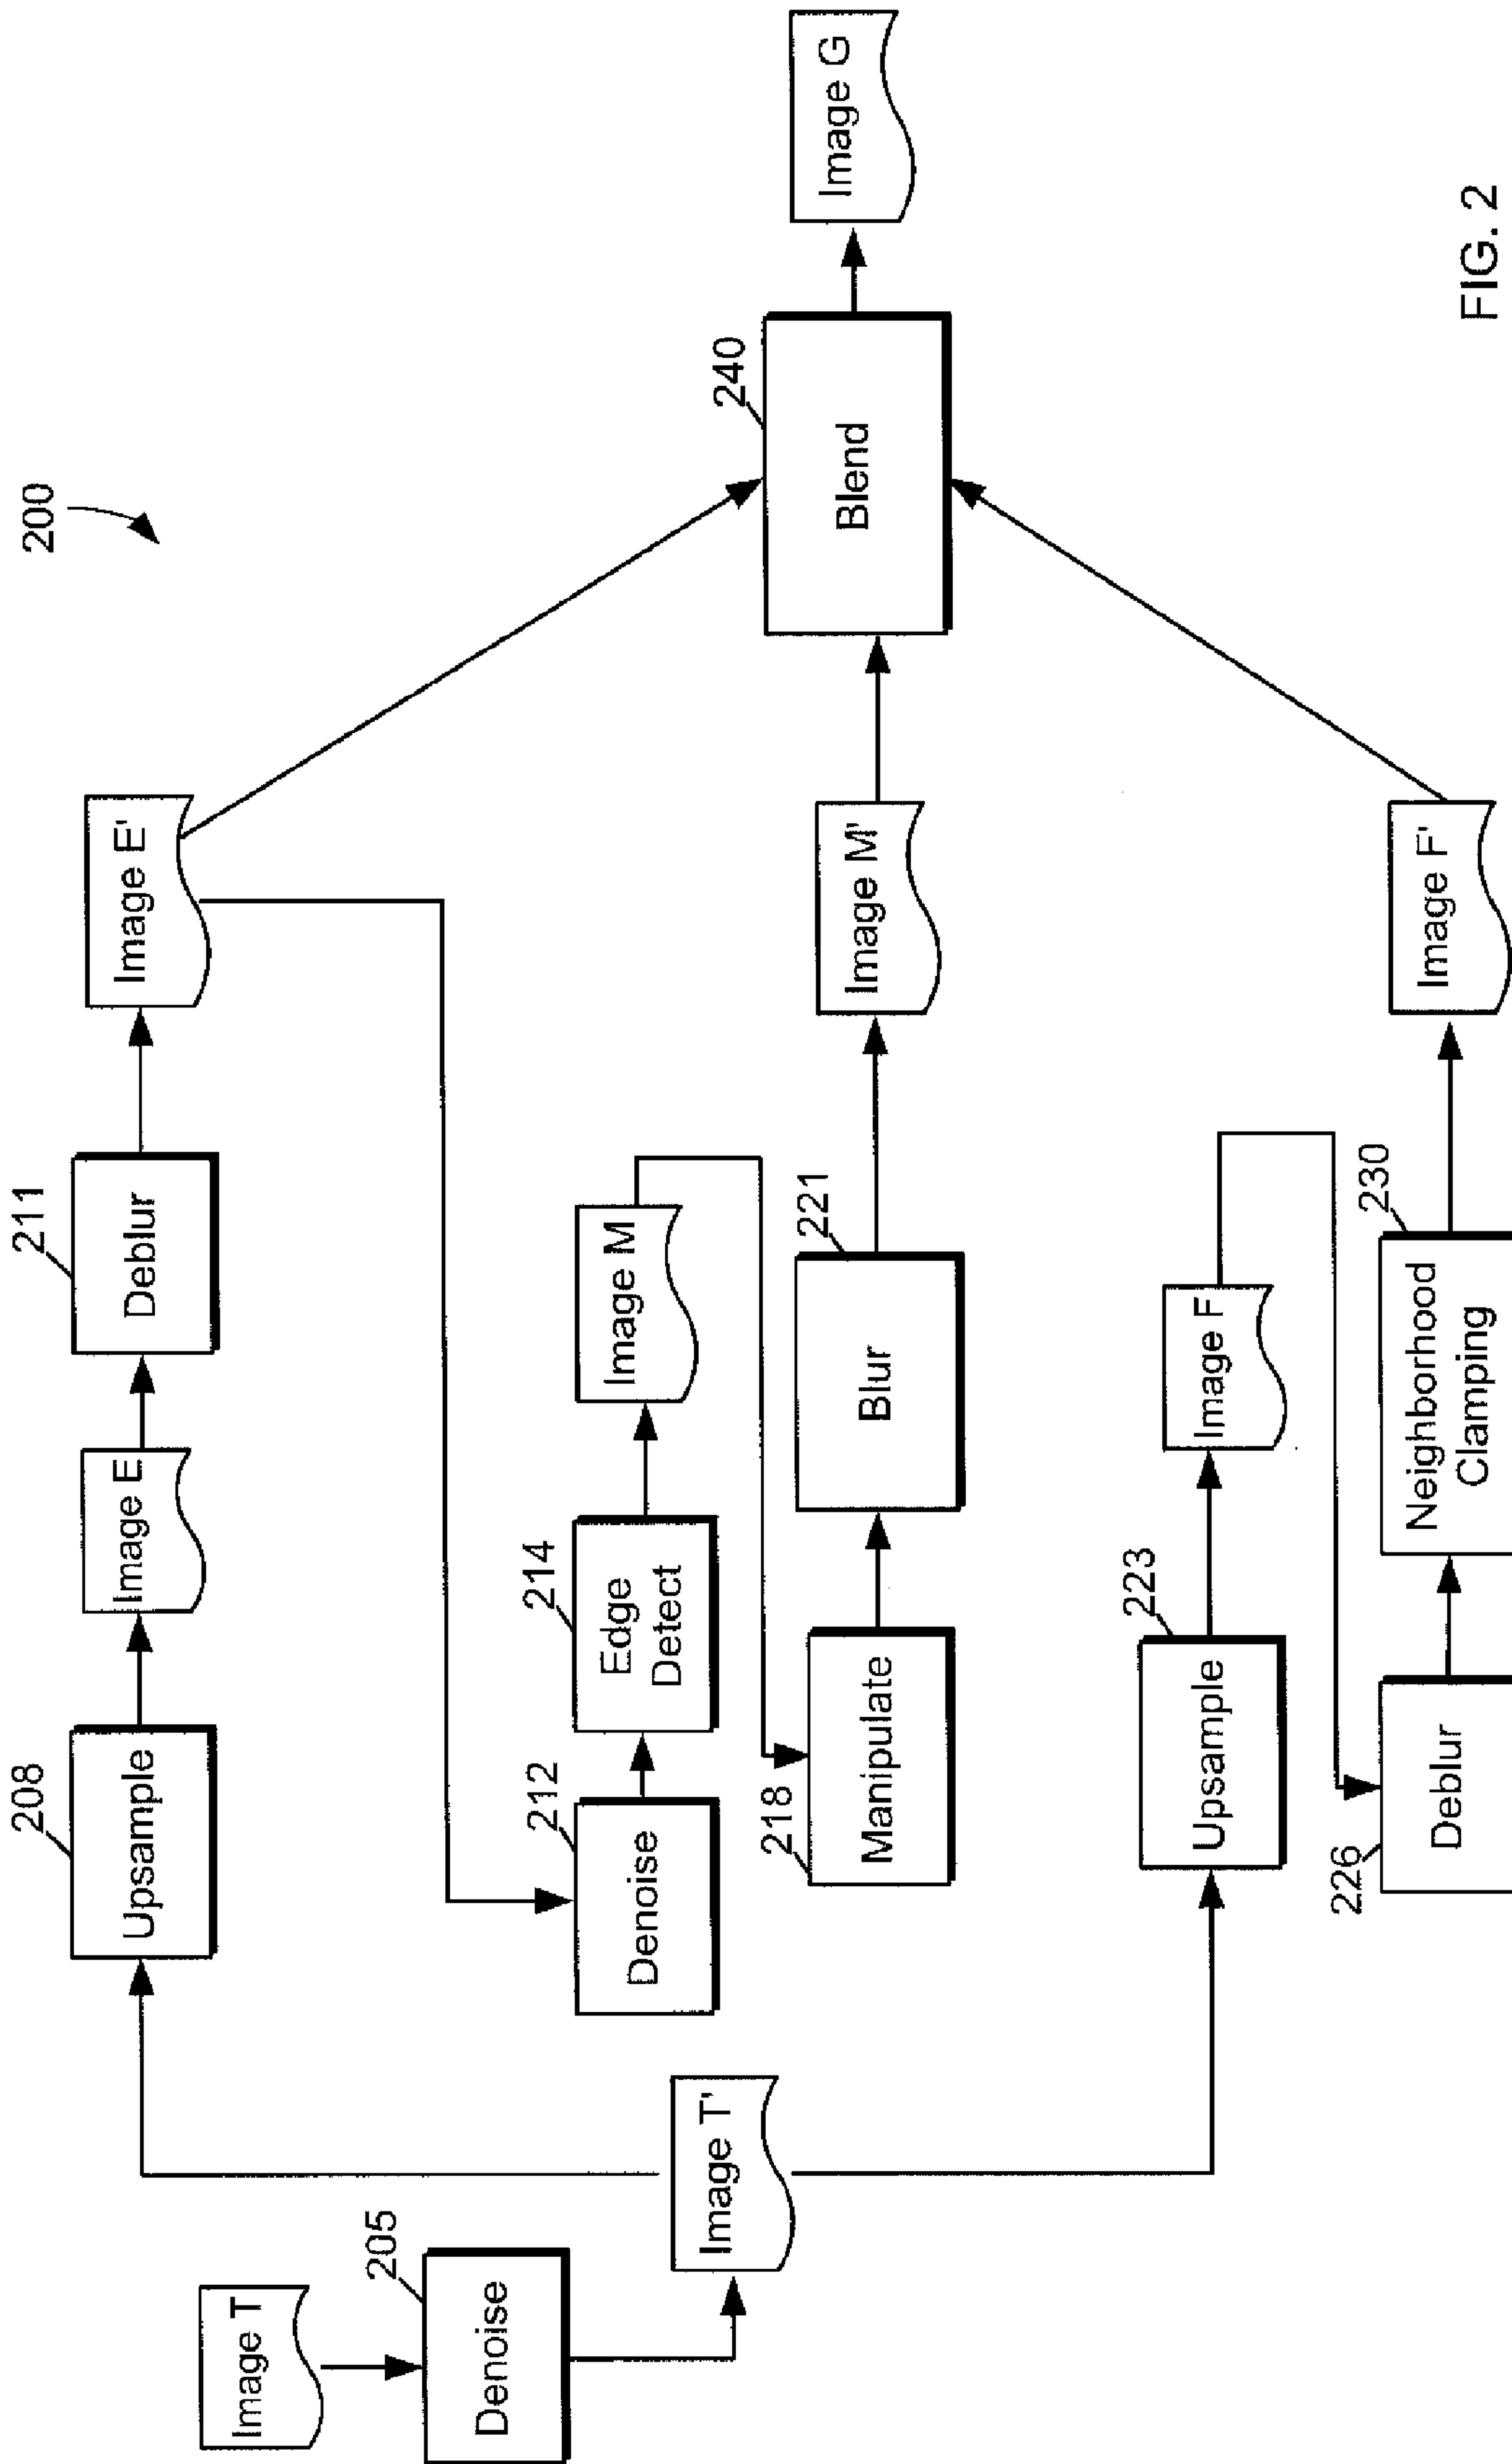 200
Image T
205
Denoise
Image T'
208
Upsample
Image E
211
Deblur
Image E'
212
Denoise
214
Edge
Detect
Image M
218
Manipulate
221
Blur
Image M'
223
Upsample
Image F
226
Deblur
230
Neighborhood
Clamping
Image F'
240
Blend
Image G
FIG. 2